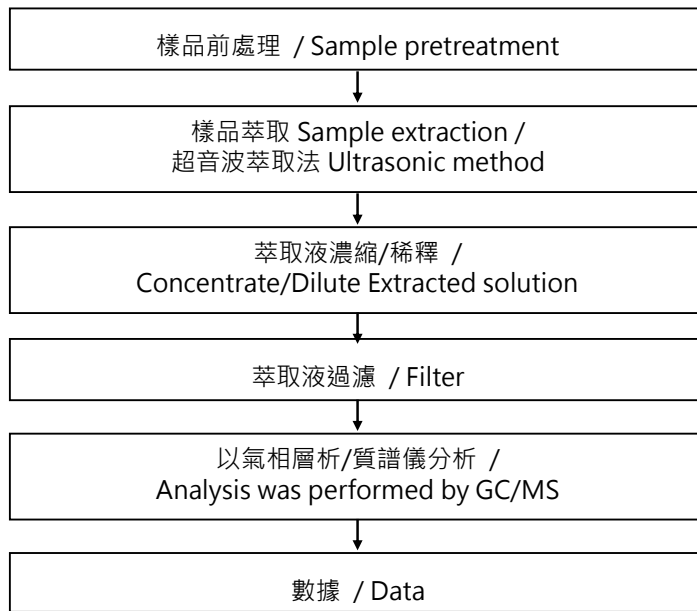 樣品前處理 / Sample pretreatment
樣品萃取 Sample extraction /
超音波萃取法 Ultrasonic method
萃取液濃縮/稀釋 /
Concentrate/Dilute Extracted solution
萃取液過濾 / Filter
以氣相層析/質譜儀分析 /
Analysis was performed by GC/MS
數據 / Data